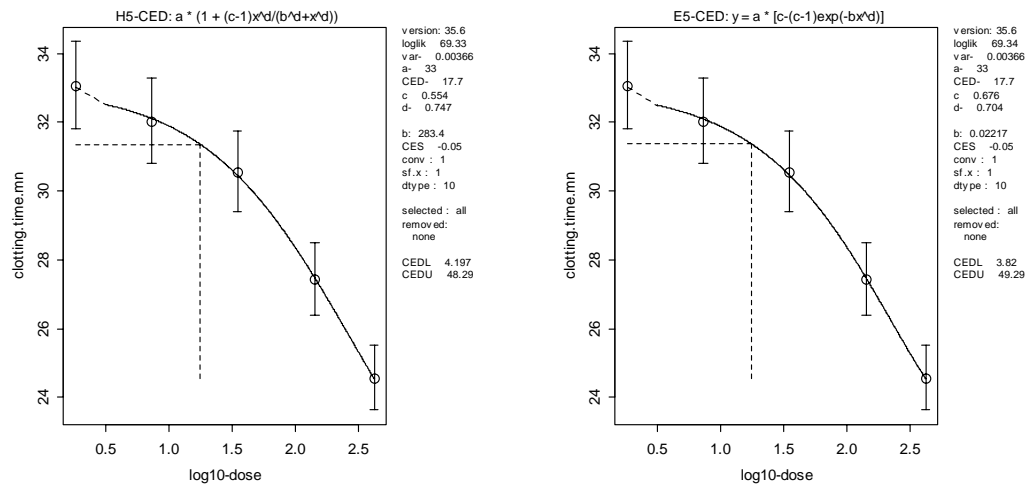 H5-CED: a * (1 + (c-1)x^d/(b^d+x^d))
clotting.time.mn
34
32
30
28
26
24
0.5 1.0 1.5 2.0 2.5
log10-dose
version: 35.6
loglik 69.33
var- 0.00366
a- 33
CED- 17.7
c 0.554
d- 0.747
b: 283.4
CES -0.05
conv : 1
sf.x : 1
dtype : 10
selected : all
removed:
none
CEDL 4.197
CEDU 48.29
E5-CED: y = a * [c-(c-1)exp(-bx^d)]
clotting.time.mn
34
32
30
28
26
24
0.5 1.0 1.5 2.0 2.5
log10-dose
version: 35.6
loglik 69.34
var- 0.00366
a- 33
CED- 17.7
c 0.676
d- 0.704
b: 0.02217
CES -0.05
conv : 1
sf.x : 1
dtype : 10
selected : all
removed:
none
CEDL 3.82
CEDU 49.29